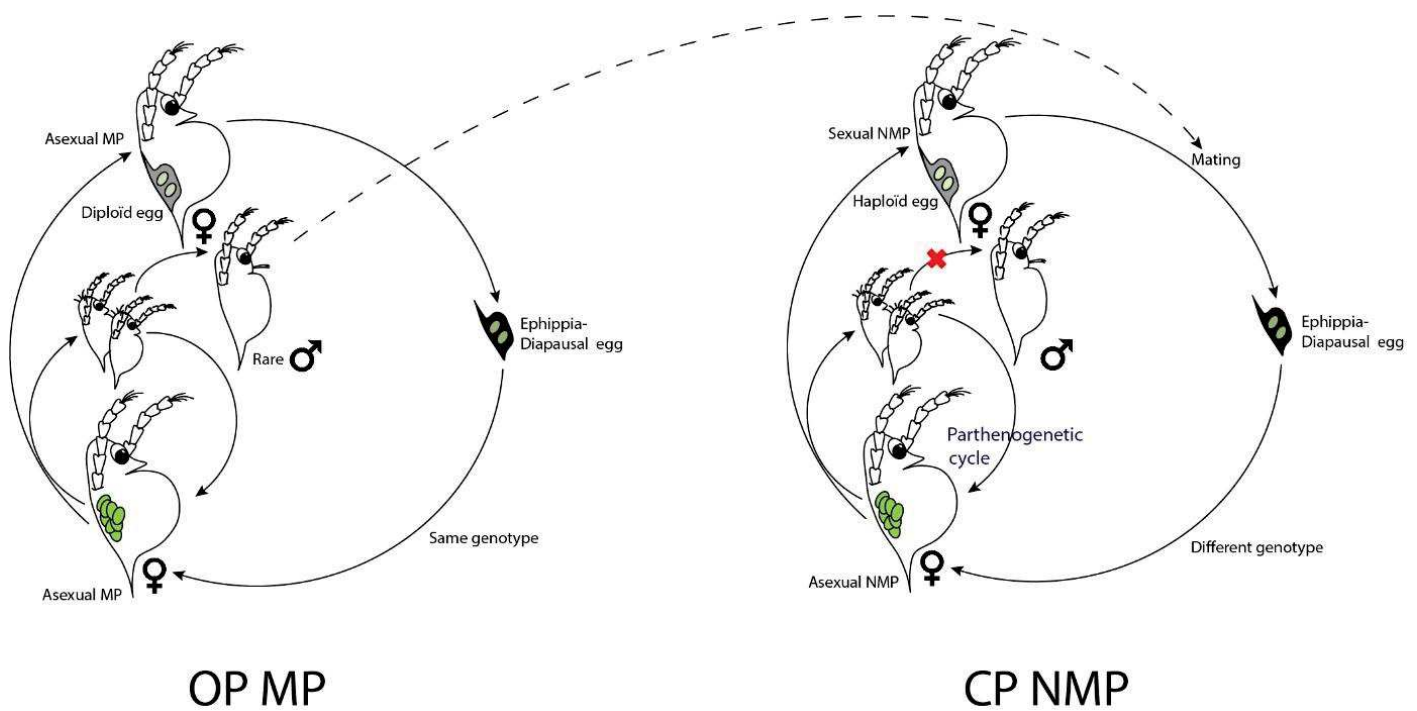 Asexual MP
Diploïd egg
Rare
Ephippia-
Diapausal egg
Same genotype
Asexual MP
OP MP
Sexual NMP
Mating
Haploïd egg
Ephippia-
Diapausal egg
Parthenogenetic
cycle
Different genotype
Asexual NMP
CP NMP